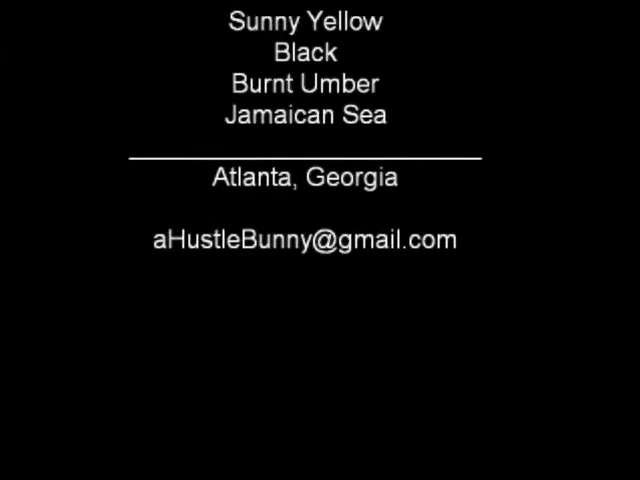 Sunny Yellow
Black
Burnt Umber
Jamaican Sea
Atlanta, Georgia
aHustleBunny@gmail.com